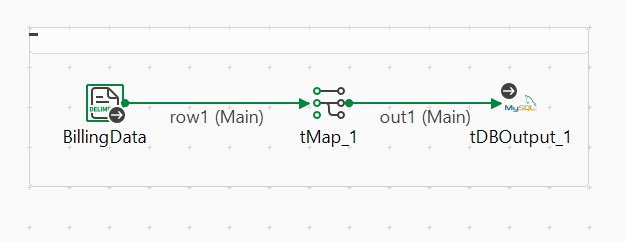 DELIM
row1 (Main)
out1 (Main)
MySQL
BillingData
tMap_1
tDBOutput_1